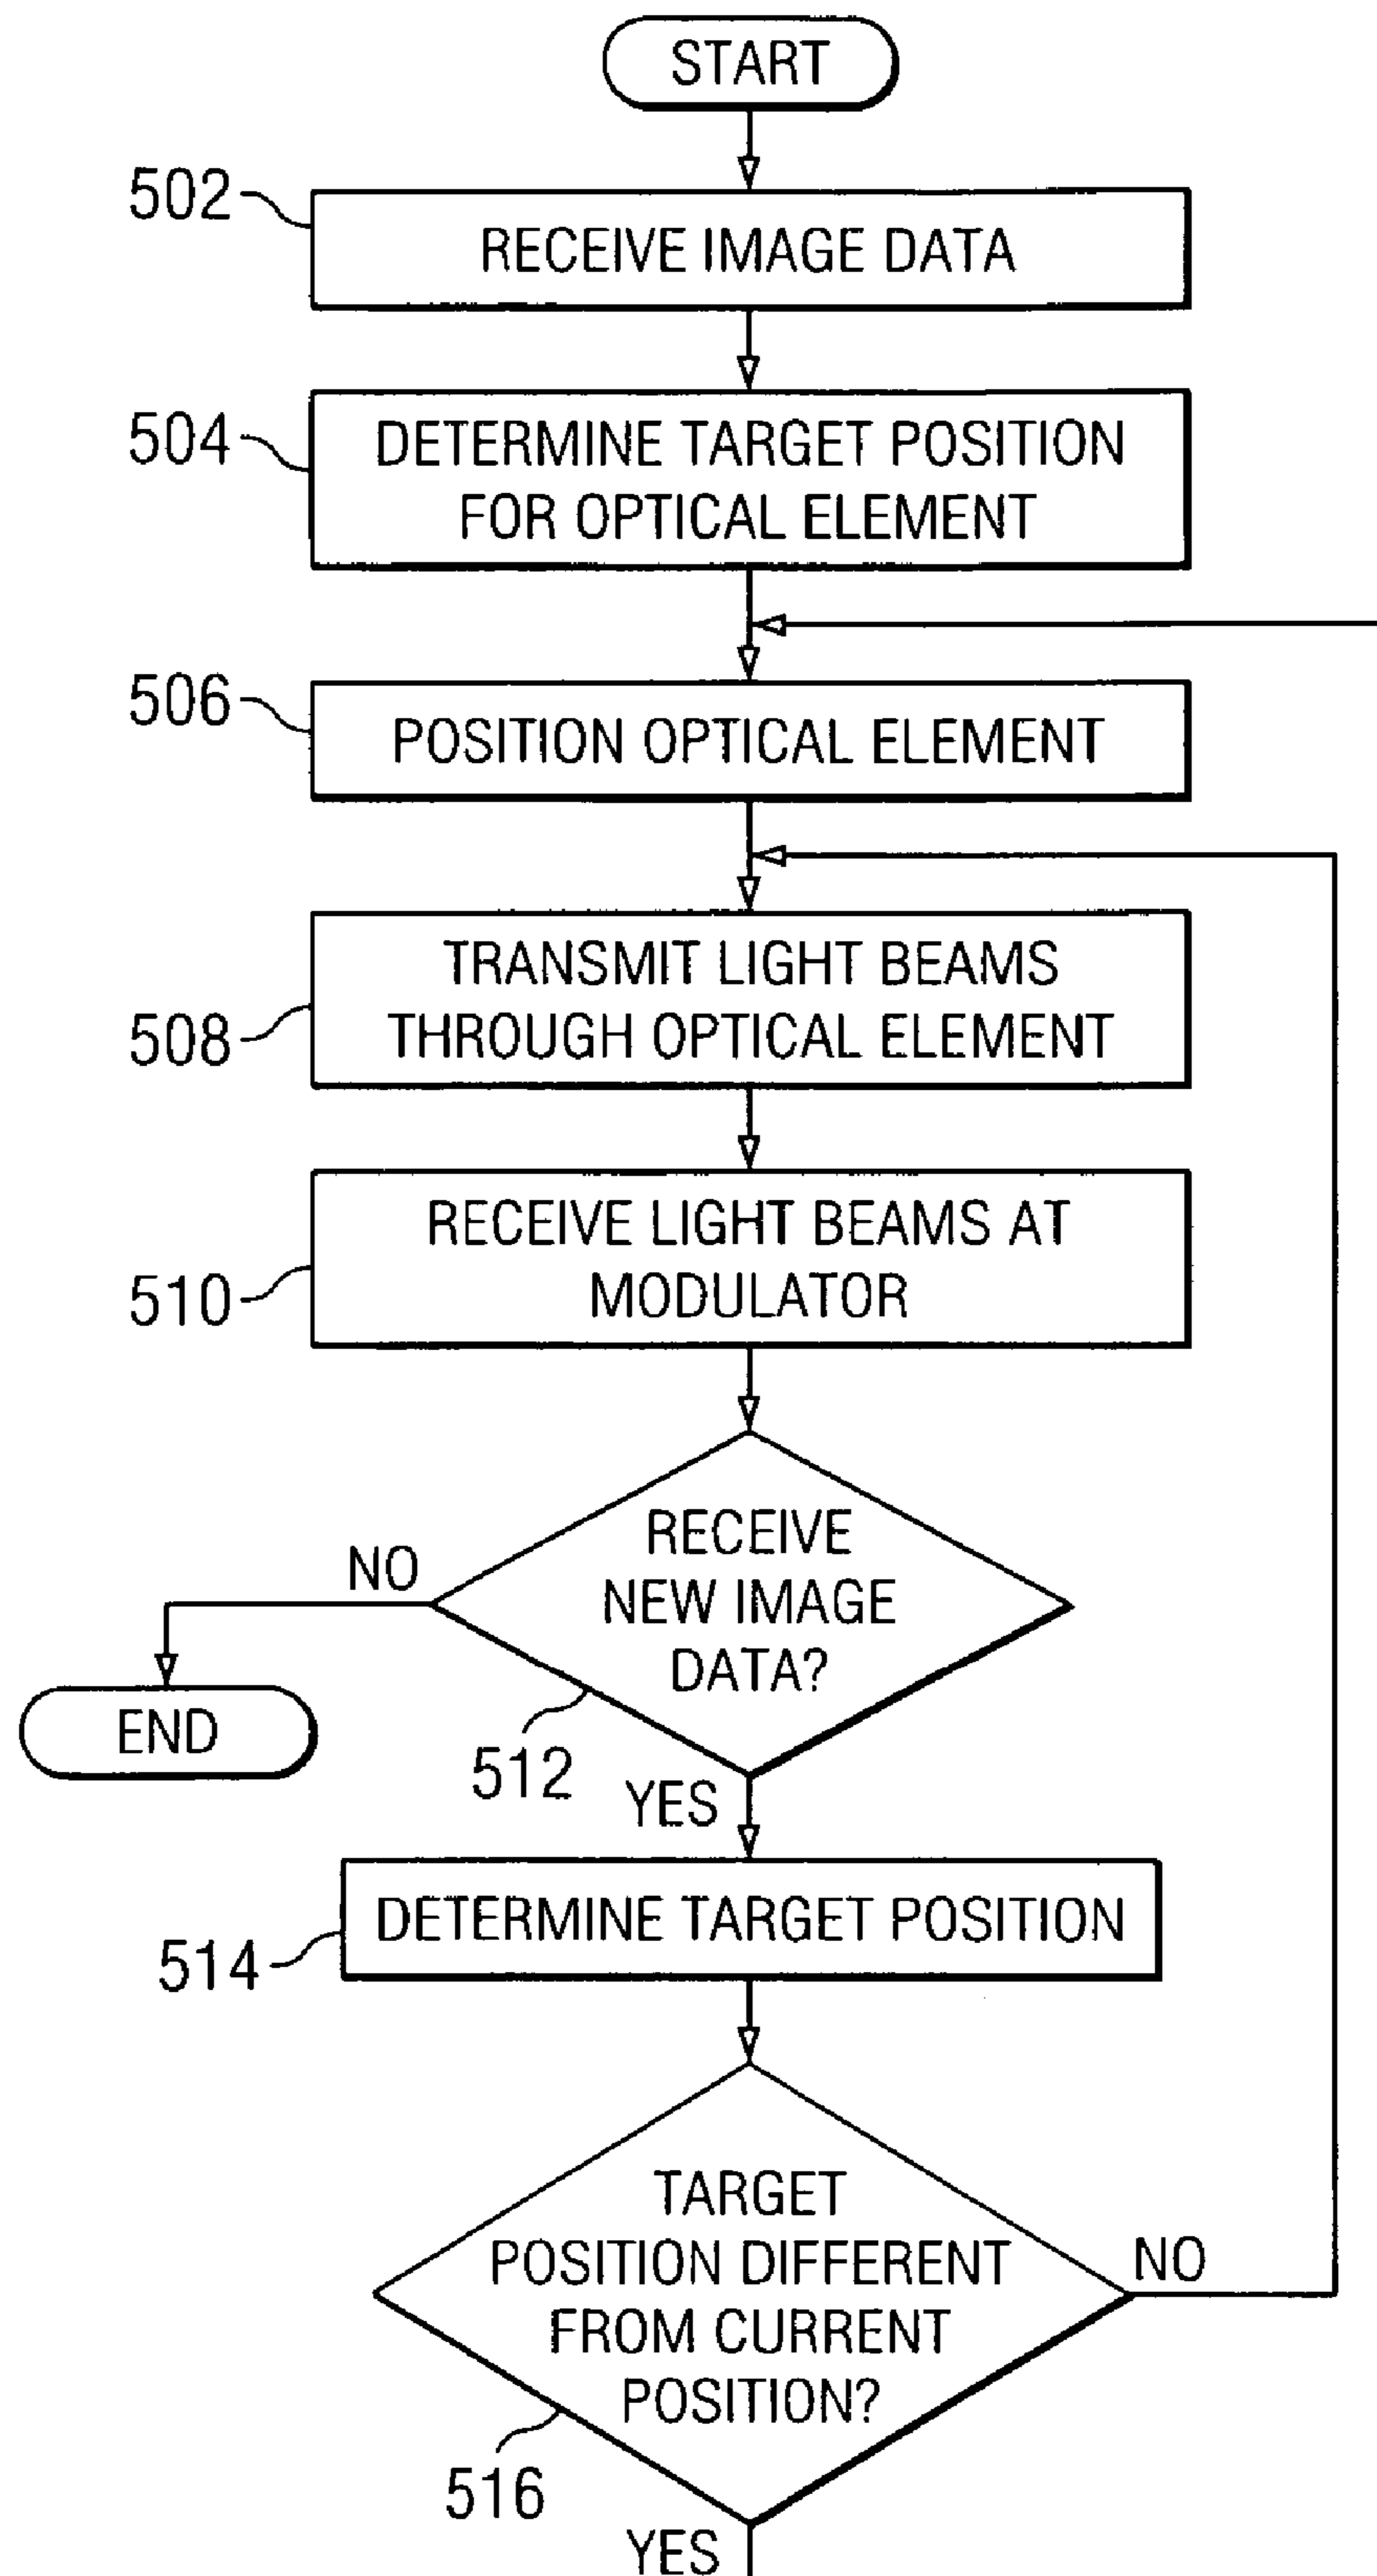 START
502
RECEIVE IMAGE DATA
504
DETERMINE TARGET POSITION
FOR OPTICAL ELEMENT
506
POSITION OPTICAL ELEMENT
508
TRANSMIT LIGHT BEAMS
THROUGH OPTICAL ELEMENT
510
RECEIVE LIGHT BEAMS AT
MODULATOR
NO
RECEIVE
NEW IMAGE
DATA?
END
512
YES
514
DETERMINE TARGET POSITION
TARGET
POSITION DIFFERENT
FROM CURRENT
POSITION?
NO
516
YES